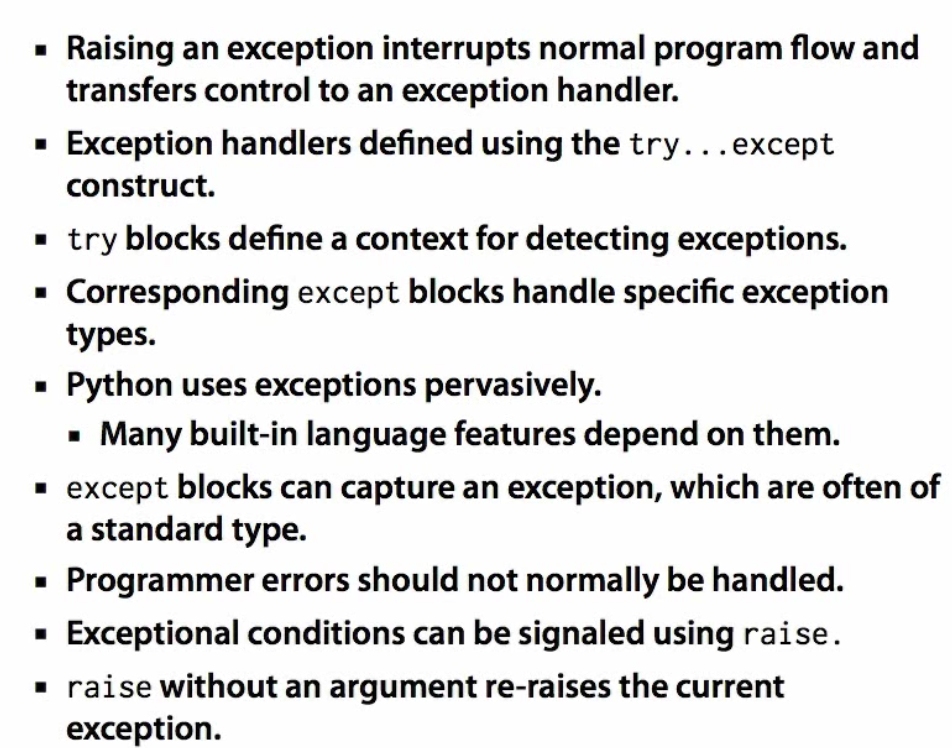 ▪ Raising an exception interrupts normal program flow and
transfers control to an exception handler.
▪ Exception handlers defined using the try...except
construct.
▪ try blocks define a context for detecting exceptions.
▪ Corresponding except blocks handle specific exception
types.
▪ Python uses exceptions pervasively.
▪ Many built-in language features depend on them.
▪ except blocks can capture an exception, which are often of
a standard type.
▪ Programmer errors should not normally be handled.
▪ Exceptional conditions can be signaled using raise.
▪ raise without an argument re-raises the current
exception.